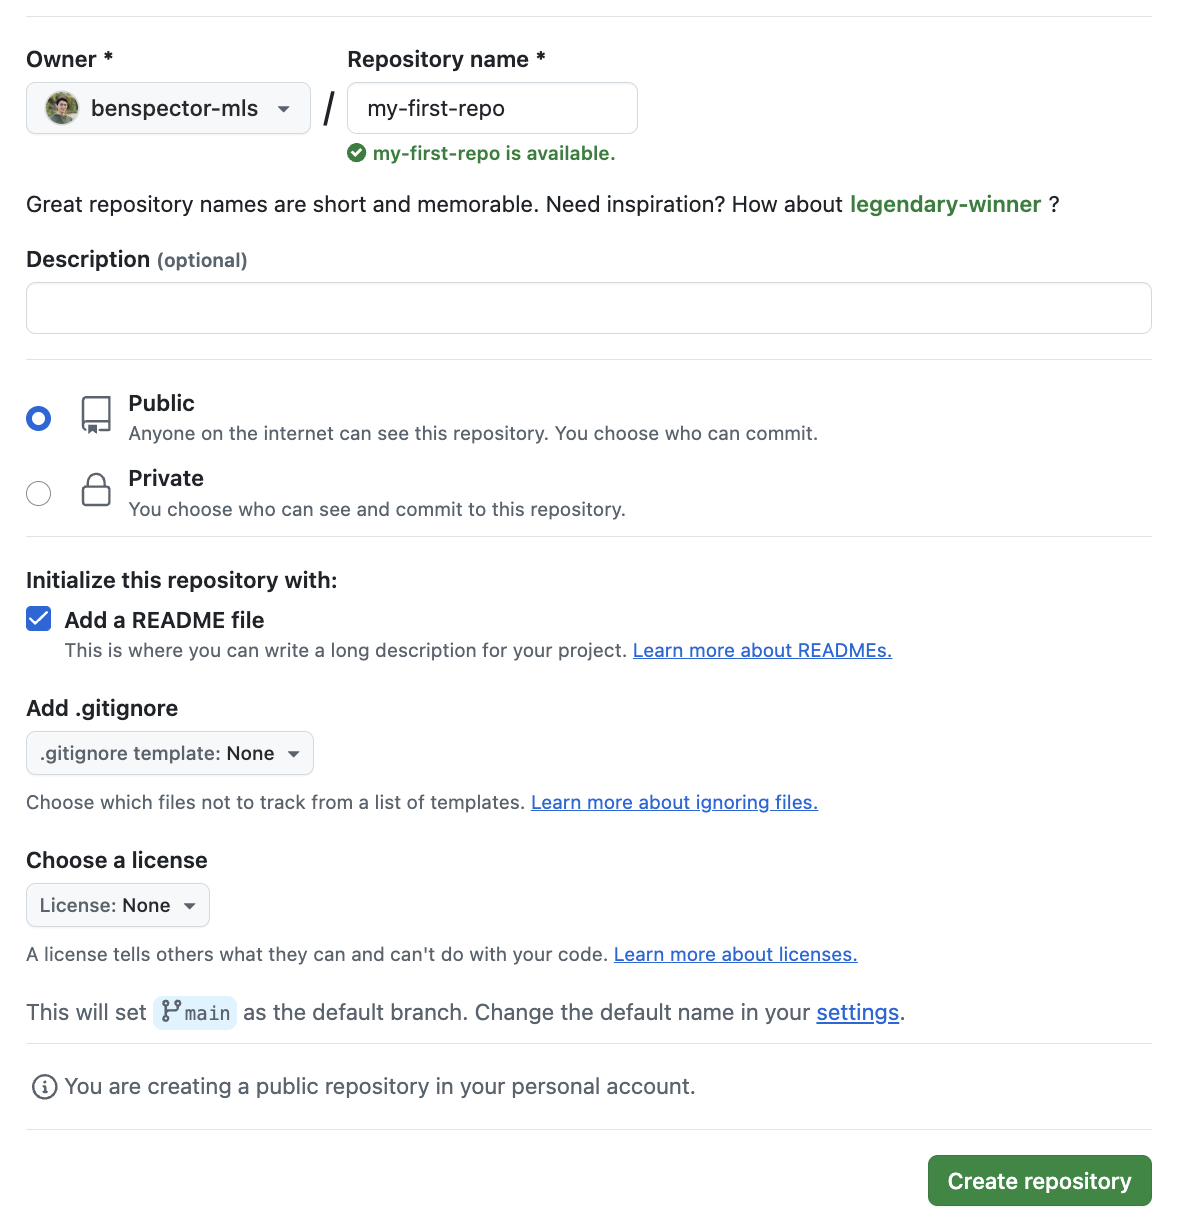 Owner *
Repository name *
benspector-mls / my-first-repo
my-first-repo is available.
Great repository names are short and memorable. Need inspiration? How about legendary-winner ?
Description (optional)
Public
Anyone on the internet can see this repository. You choose who can commit.
Private
You choose who can see and commit to this repository.
Initialize this repository with:
Add a README file
This is where you can write a long description for your project. Learn more about READMEs.
Add .gitignore
.gitignore template: None
Choose which files not to track from a list of templates. Learn more about ignoring files.
Choose a license
License: None
A license tells others what they can and can't do with your code. Learn more about licenses.
This will set main as the default branch. Change the default name in your settings.
You are creating a public repository in your personal account.
Create repository